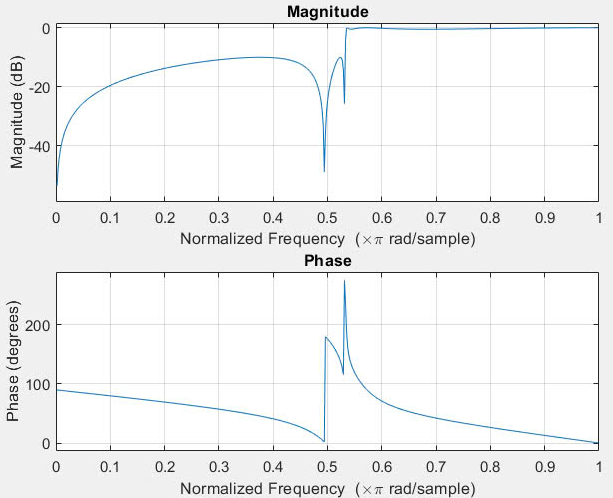 Magnitude
Magnitude (dB)
0
-20
-40
0 0.1 0.2 0.3 0.4 0.5 0.6 0.7 0.8 0.9 1
Normalized Frequency (×π rad/sample)
Phase
Phase (degrees)
200
100
0
0 0.1 0.2 0.3 0.4 0.5 0.6 0.7 0.8 0.9 1
Normalized Frequency (×π rad/sample)